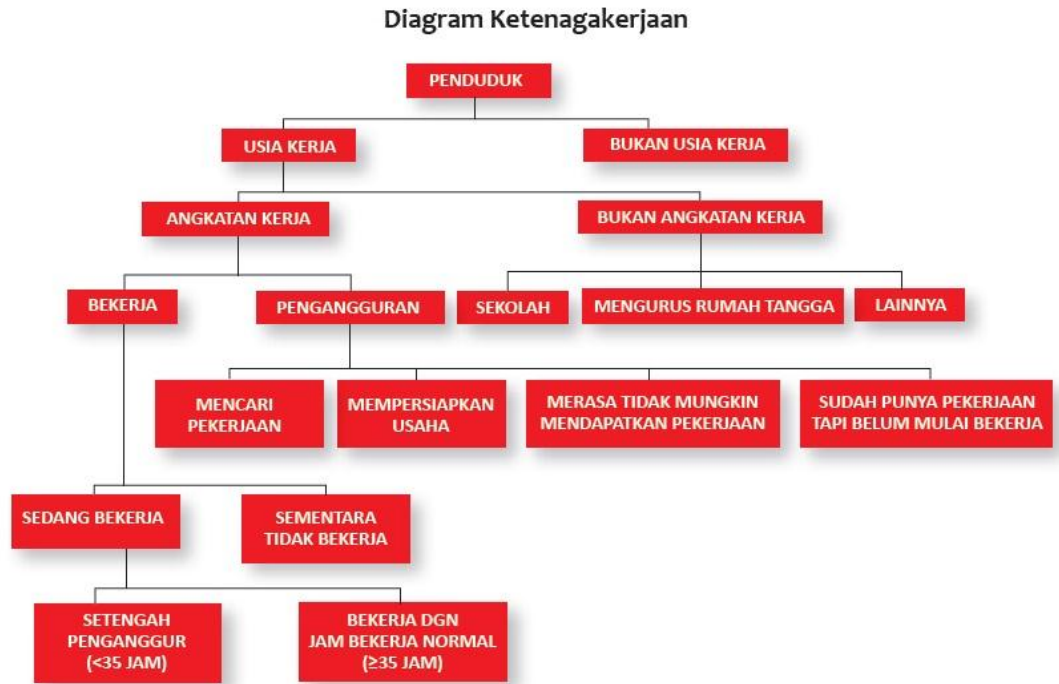 Diagram Ketenagakerjaan
PENDUDUK
USIA KERJA
BUKAN USIA KERJA
ANGKATAN KERJA
BUKAN ANGKATAN KERJA
BEKERJA
PENGANGGURAN
SEKOLAH
MENGURUS RUMAH TANGGA
LAINNYA
MENCARI
PEKERJAAN
MEMPERSIAPKAN
USAHA
MERASA TIDAK MUNGKIN
MENDAPATKAN PEKERJAAN
SUDAH PUNYA PEKERJAAN
TAPI BELUM MULAI BEKERJA
SEDANG BEKERJA
SEMENTARA
TIDAK BEKERJA
SETENGAH
PENGANGGUR
(<35 JAM)
BEKERJA DGN
JAM BEKERJA NORMAL
(≥35 JAM)